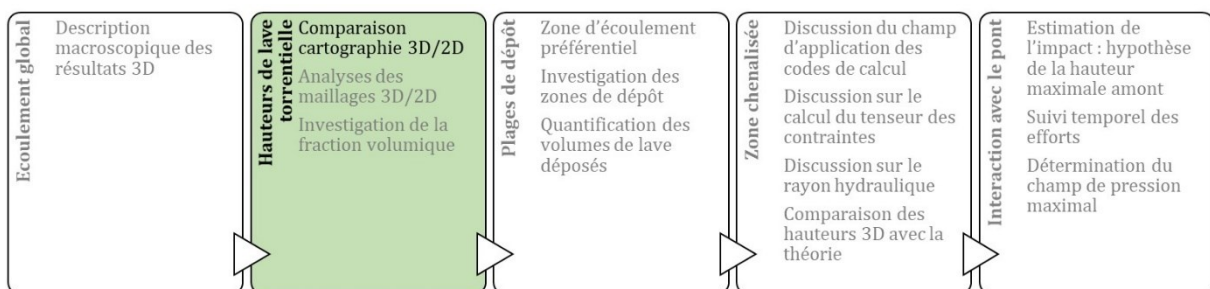 Ecoulement global
Description
macroscopique des
résultats 3D
Hauteurs de lave
torrentielle
Comparaison
cartographie 3D/2D
Analyses des
maillages 3D/2D
Investigation de la
fraction volumique
Plages de dépôt
Zone d’écoulement
préférentiel
Investigation des
zones de dépôt
Quantification des
volumes de lave
déposés
Zone chenalisée
Discussion du champ
d’application des
codes de calcul
Discussion sur le
calcul du tenseur des
contraintes
Discussion sur le
rayon hydraulique
Comparaison des
hauteurs 3D avec la
théorie
Interaction avec le pont
Estimation de
l’impact : hypothèse
de la hauteur
maximale amont
Suivi temporel des
efforts
Détermination du
champ de pression
maximal